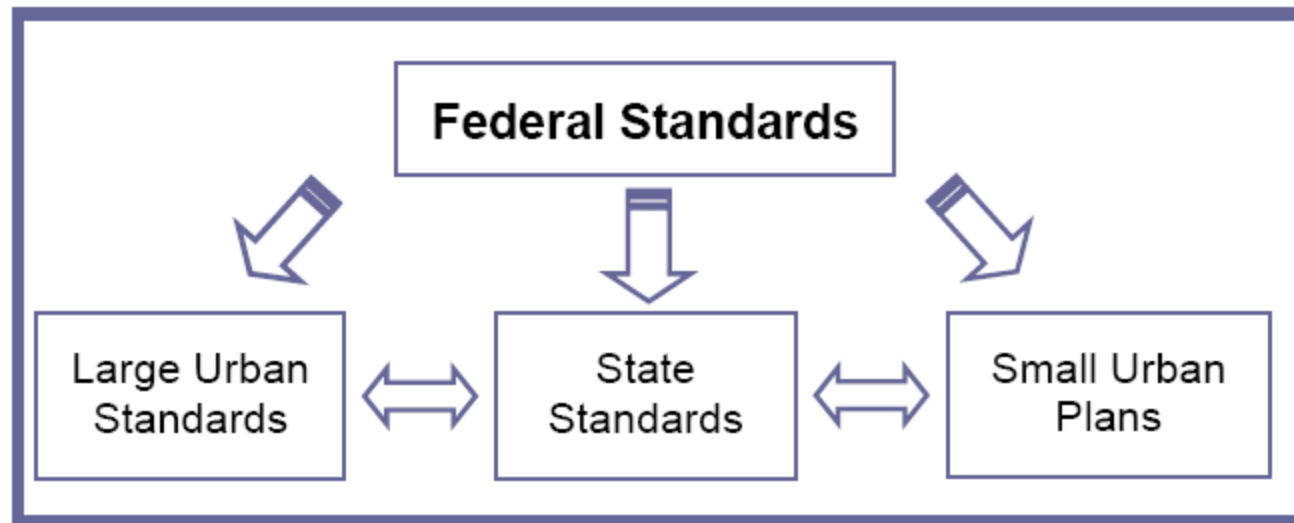 Federal Standards
Large Urban
Standards
State
Standards
Small Urban
Plans